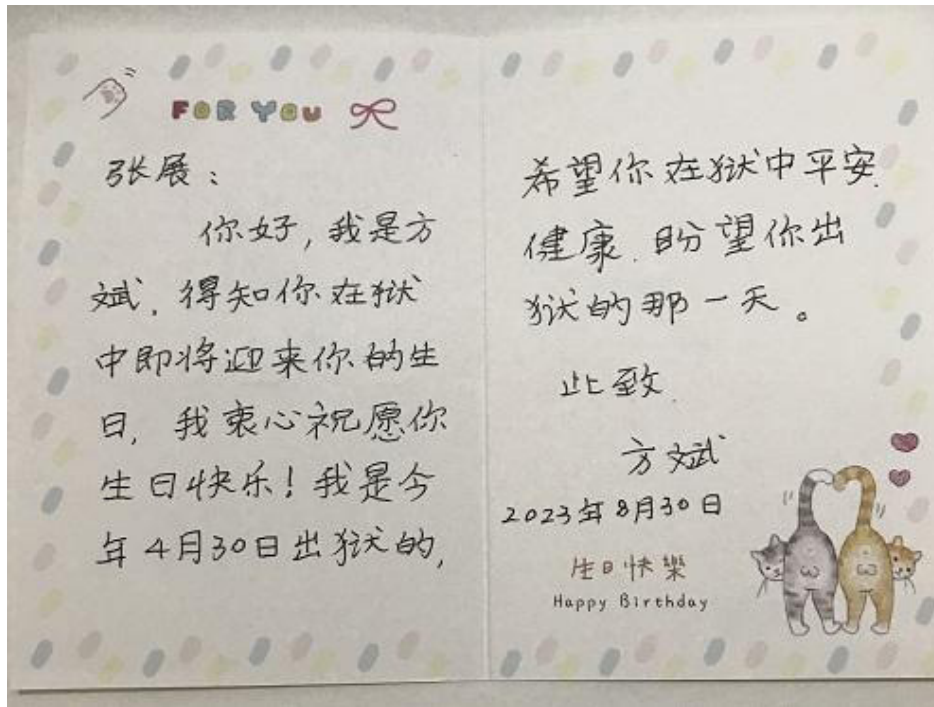 FOR YOU
张展：
你好，我是方
斌，得知你在狱
中即将迎来你的生
日，我衷心祝愿你
生日快乐！我是今
年4月30日出狱的，
希望你在狱中平安
健康．盼望你出
狱的那一天。
此致
方斌
2023年8月30日
生日快樂
Happy Birthday